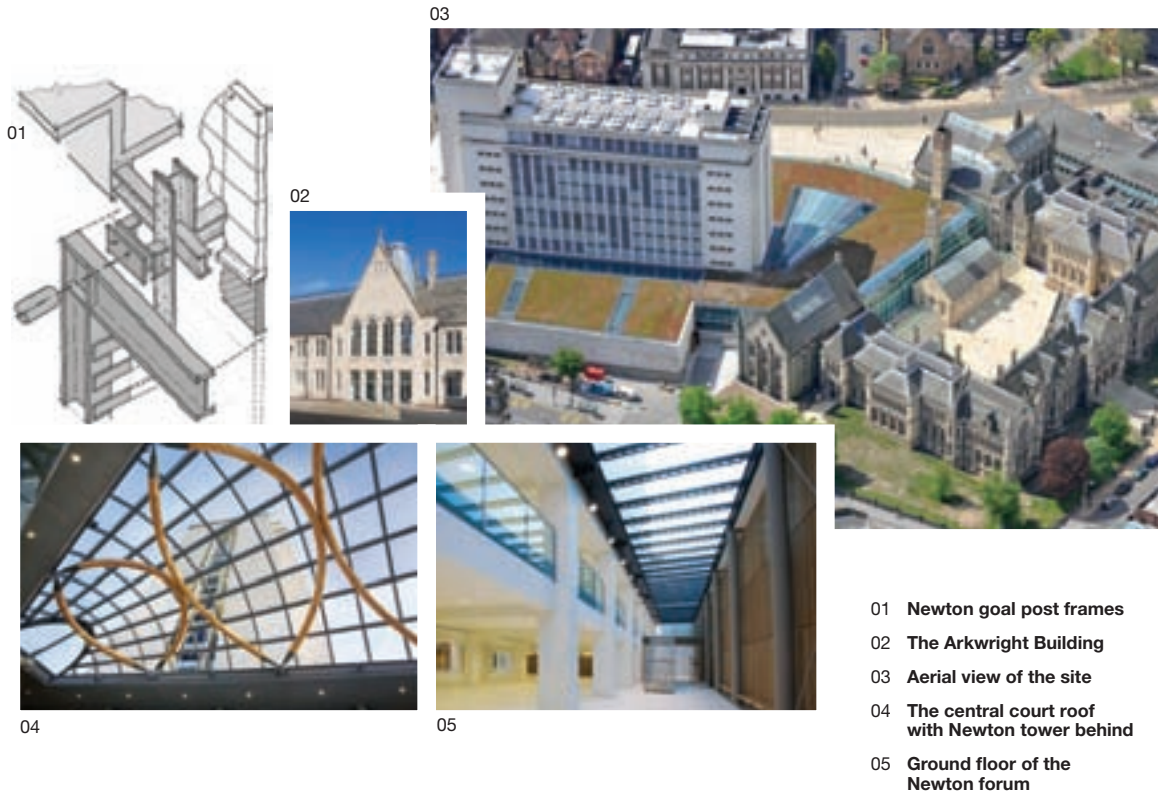 03
01
02
04
05
01 Newton goal post frames
02 The Arkwright Building
03 Aerial view of the site
04 The central court roof
with Newton tower behind
05 Ground floor of the
Newton forum